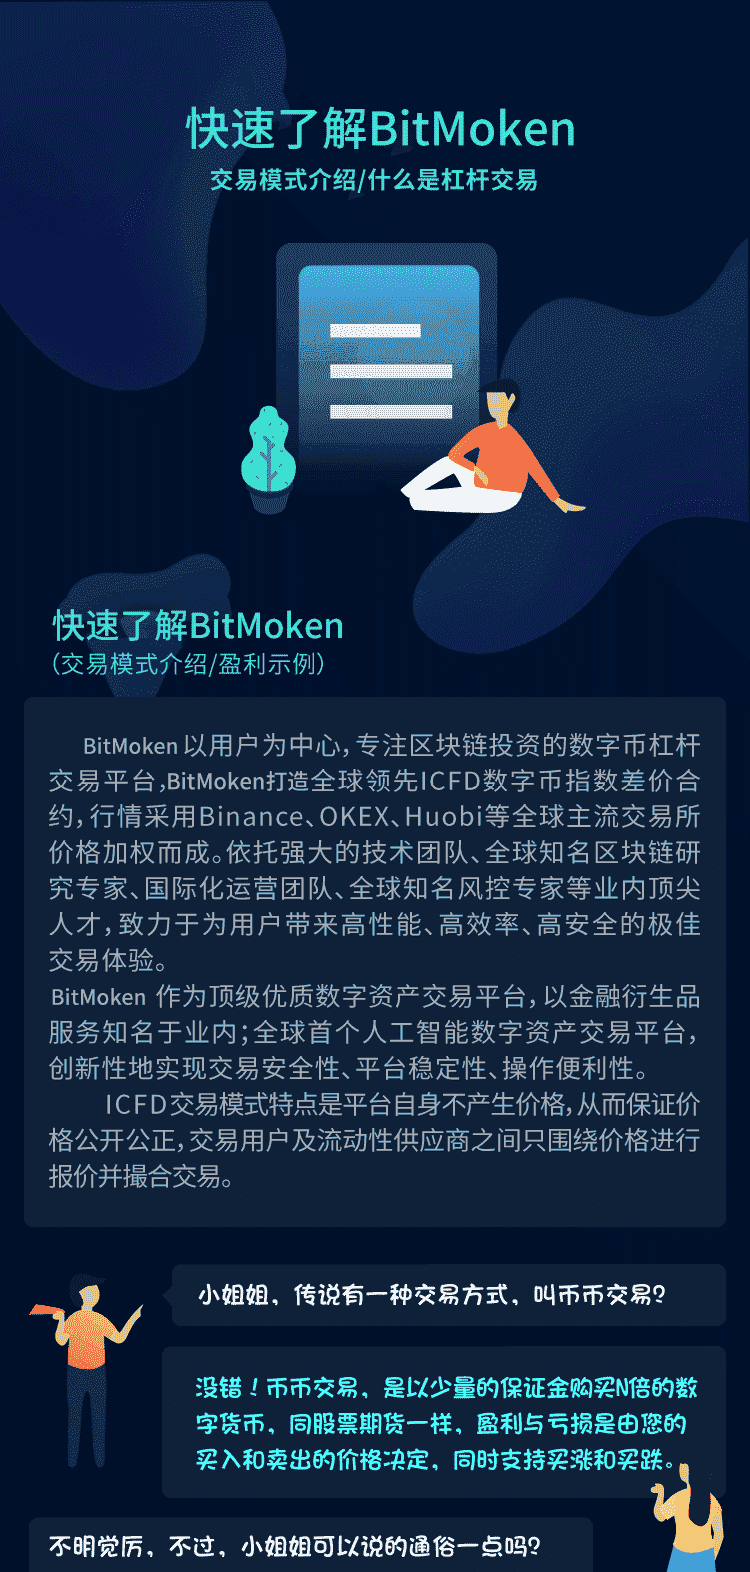 快速了解BitMoken
交易模式介绍/什么是杠杆交易
快速了解BitMoken
（交易模式介绍/盈利示例）
BitMoken 以用户为中心，专注区块链投资的数字币杠杆
交易平台，BitMoken打造全球领先ICFD数字币指数差价合
约，行情采用Binance、OKEX、Huobi等全球主流交易所
价格加权而成。依托强大的技术团队、全球知名区块链研
究专家、国际化运营团队、全球知名风控专家等业内顶尖
人才，致力于为用户带来高性能、高效率、高安全的极佳
交易体验。
BitMoken 作为顶级优质数字资产交易平台，以金融衍生品
服务知名于业内；全球首个人工智能数字资产交易平台，
创新性地实现交易安全性、平台稳定性、操作便利性。
ICFD交易模式特点是平台自身不产生价格，从而保证价
格公开公正，交易用户及流动性供应商之间只围绕价格进行
报价并撮合交易。
小姐姐，传说有一种交易方式，叫币币交易？
没错！币币交易，是以少量的保证金购买N倍的数
字货币，同股票期货一样，盈利与亏损是由您的
买入和卖出的价格决定，同时支持买涨和买跌。
不明觉厉，不过，小姐姐可以说的通俗一点吗？